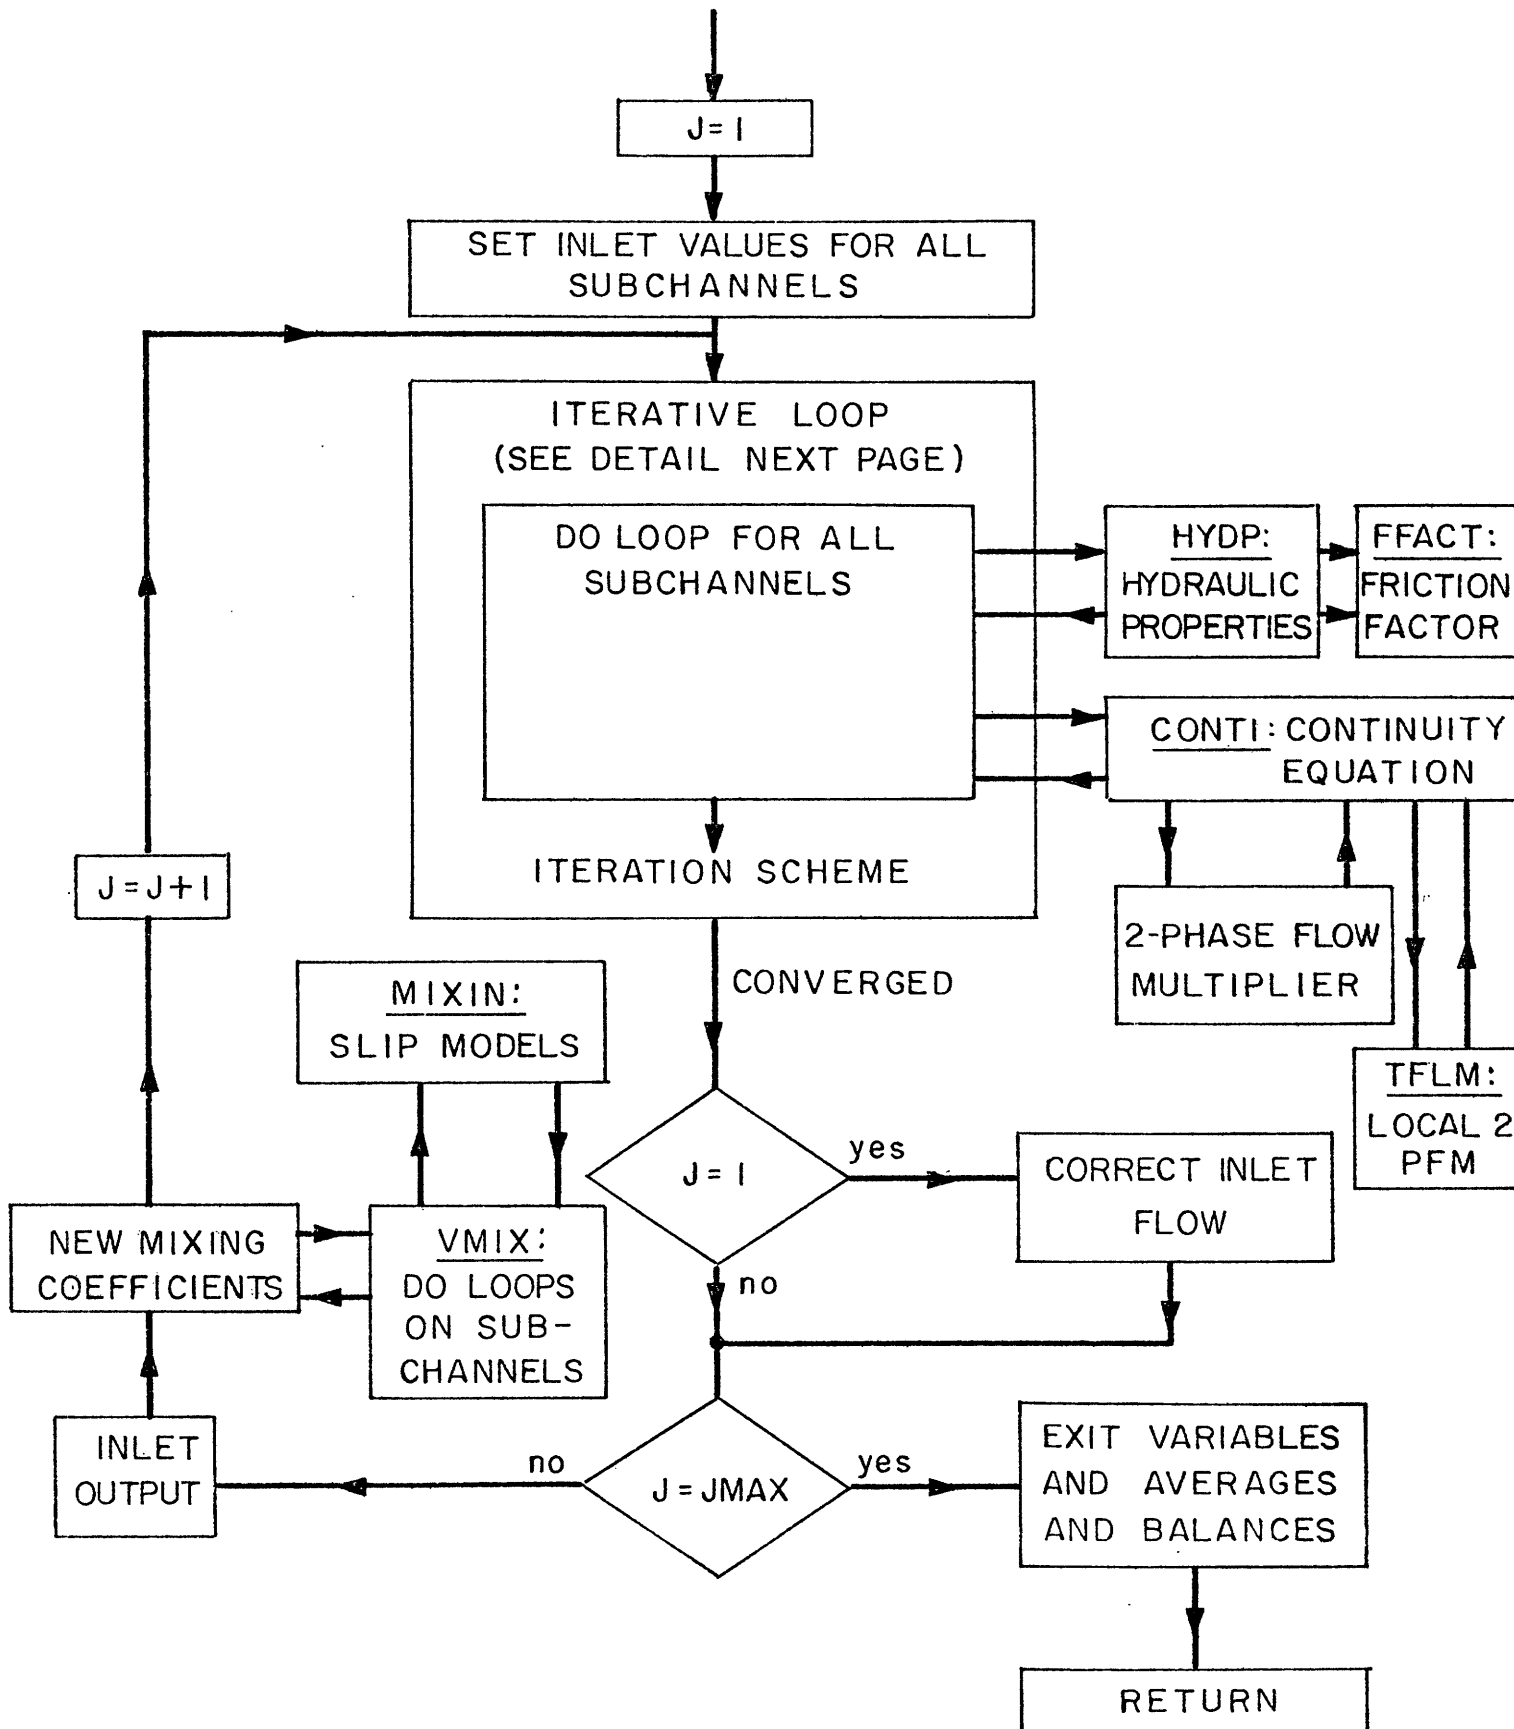 J=1
SET INLET VALUES FOR ALL
SUBCHANNELS
ITERATIVE LOOP
(SEE DETAIL NEXT PAGE)
DO LOOP FOR ALL
SUBCHANNELS
HYDP:
HYDRAULIC
PROPERTIES
FFACT:
FRICTION
FACTOR
CONTI: CONTINUITY
EQUATION
ITERATION SCHEME
J=J+1
2-PHASE FLOW
MULTIPLIER
CONVERGED
MIXIN:
SLIP MODELS
TFLM:
LOCAL 2
PFM
J=1
yes
no
CORRECT INLET
FLOW
NEW MIXING
COEFFICIENTS
VMIX:
DO LOOPS
ON SUB-
CHANNELS
INLET
OUTPUT
no
J=JMAX
yes
EXIT VARIABLES
AND AVERAGES
AND BALANCES
RETURN